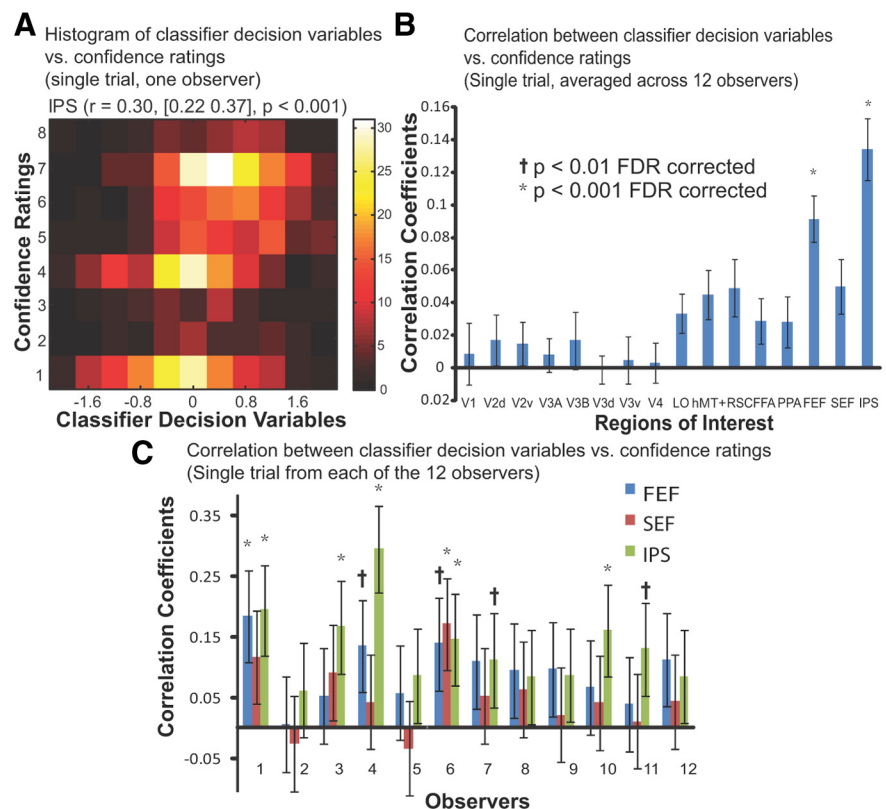 A
Histogram of classifier decision variables
vs. confidence ratings
(single trial, one observer)
IPS (r = 0.30, [0.22 0.37], p < 0.001)
Confidence Ratings
8
7
6
5
4
3
2
1
-1.6 -0.8 0 0.8 1.6
Classifier Decision Variables
30
25
20
15
10
5
0
B
Correlation between classifier decision variables
vs. confidence ratings
(Single trial, averaged across 12 observers)
Correlation Coefficients
0.16
0.14
0.12
0.1
0.08
0.06
0.04
0.02
0
0.02
† p < 0.01 FDR corrected
* p < 0.001 FDR corrected
*
*
V1 V2d V2v V3A V3B V3d V3v V4 LO hMT+RSCFFA PPA FEF SEF IPS
Regions of Interest
C
Correlation between classifier decision variables vs. confidence ratings
(Single trial from each of the 12 observers)
Correlation Coefficients
0.35
0.25
0.15
0.05
-0.05
FEF
SEF
IPS
* * * † * † * * † * †
1 2 3 4 5 6 7 8 9 10 11 12
Observers